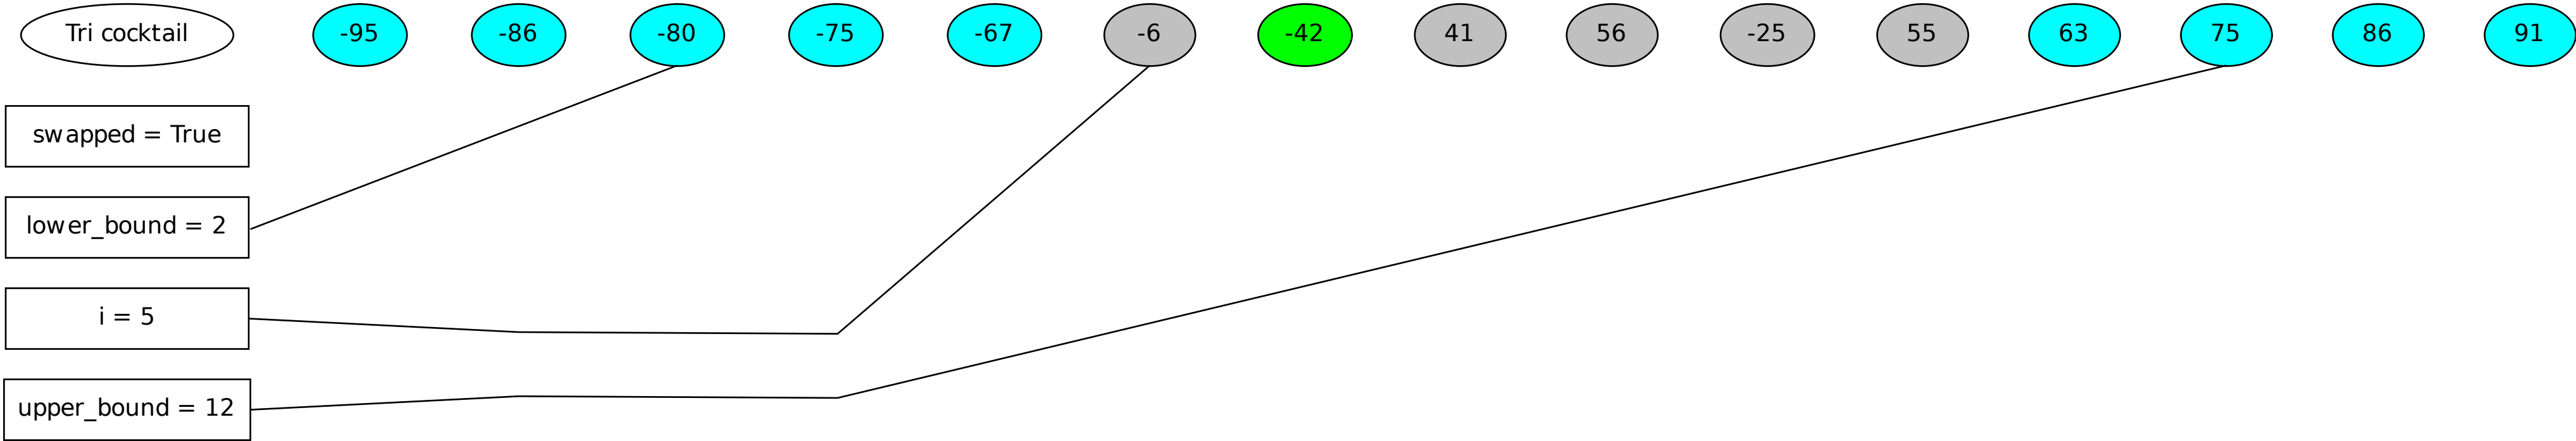 Tri cocktail -95 -86 -80 -75 -67 -6 -42 41 56 -25 55 63 75 86 91
swapped = True
lower_bound = 2
i = 5
upper_bound = 12